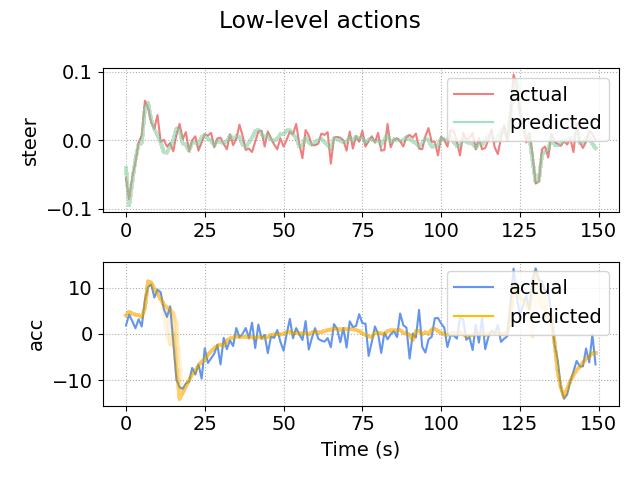 Low-level actions
0.1
0.0
−0.1
steer
actual
predicted
0 25 50 75 100 125 150
10
0
−10
acc
actual
predicted
0 25 50 75 100 125 150
Time (s)